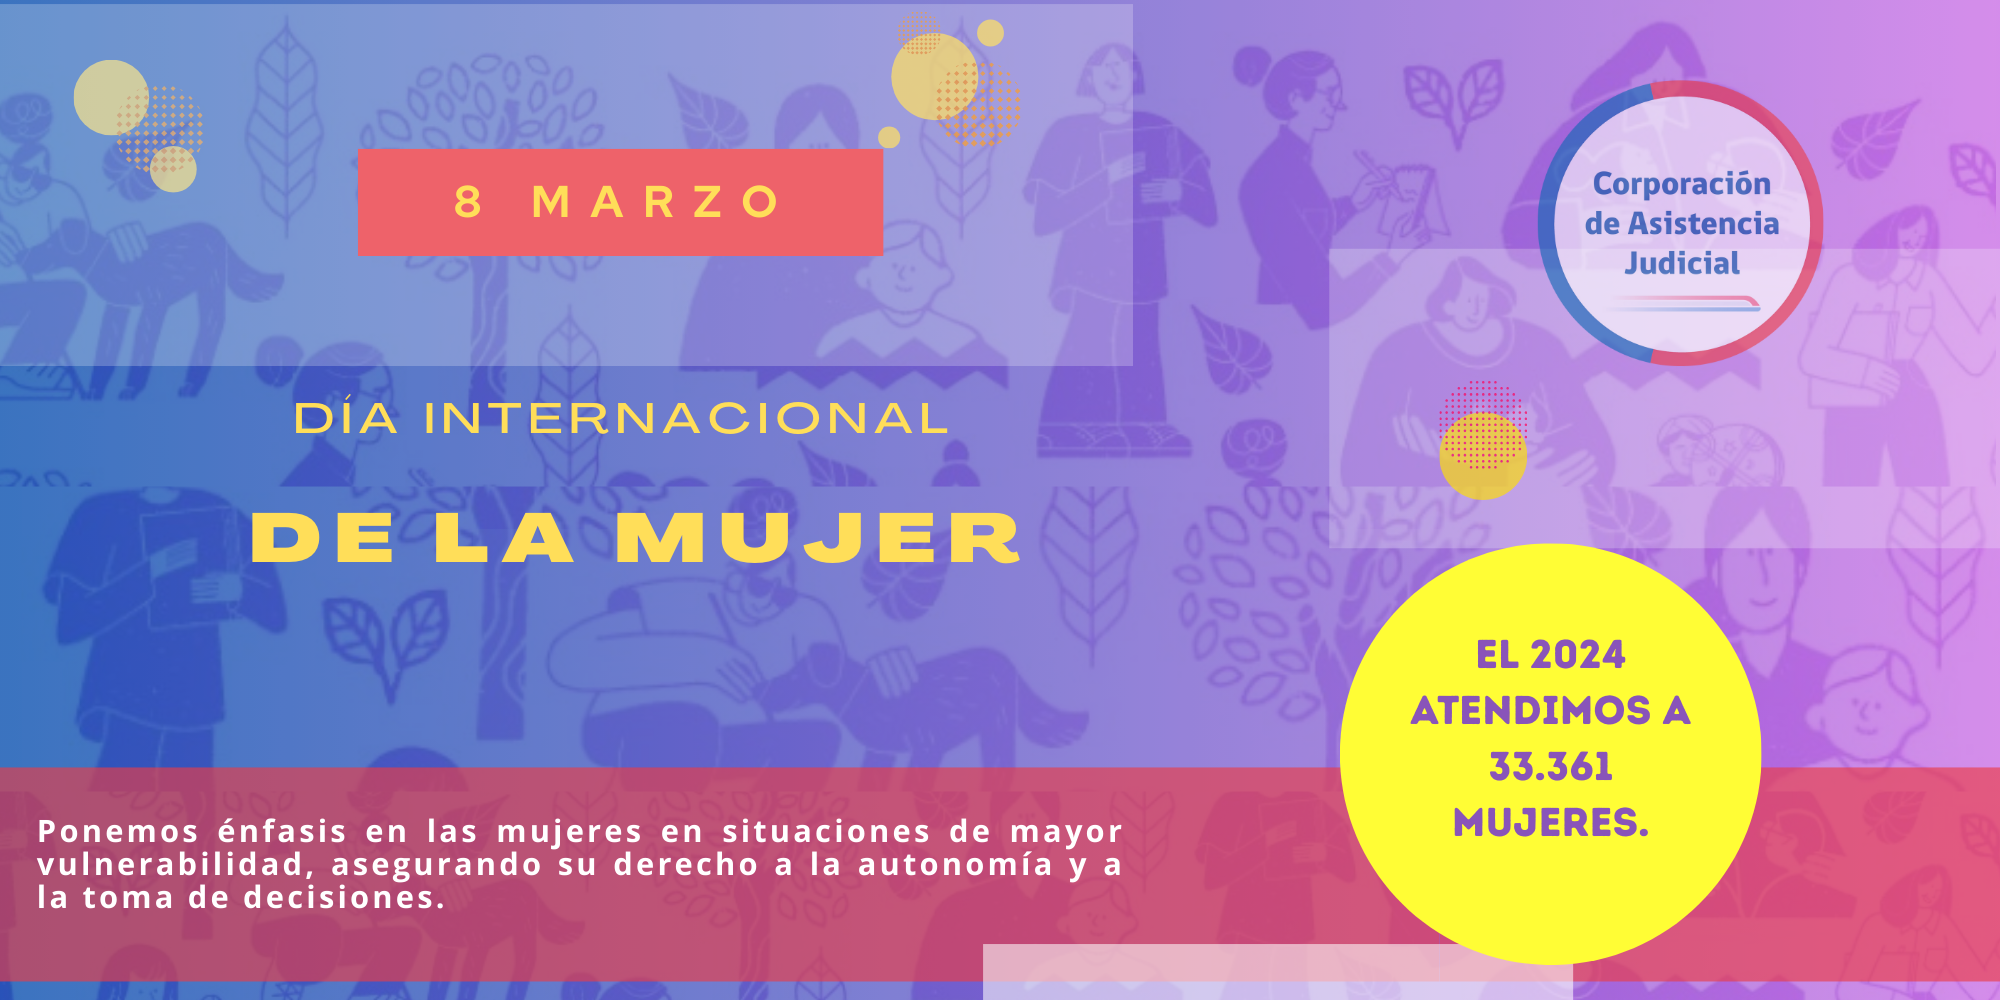 8 MARZO
DÍA INTERNACIONAL
DE LA MUJER
Corporación
de Asistencia
Judicial
EL 2024
ATENDIMOS A
33.361
MUJERES.
Ponemos énfasis en las mujeres en situaciones de mayor
vulnerabilidad, asegurando su derecho a la autonomía y a
la toma de decisiones.